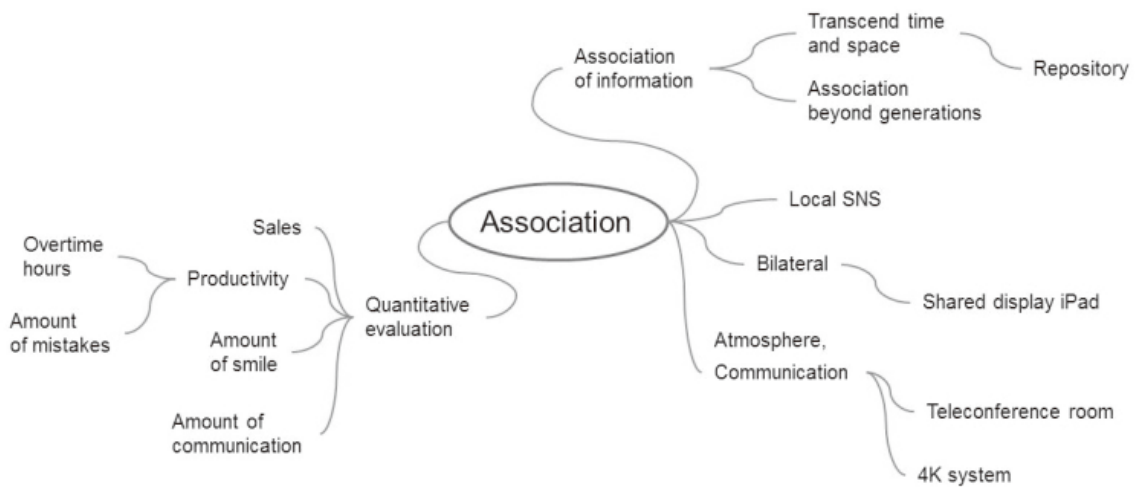 Association
Association
of information
Transcend time
and space
Repository
Association
beyond generations
Local SNS
Bilateral
Shared display iPad
Atmosphere,
Communication
Teleconference room
4K system
Quantitative
evaluation
Sales
Productivity
Overtime
hours
Amount
of mistakes
Amount
of smile
Amount of
communication